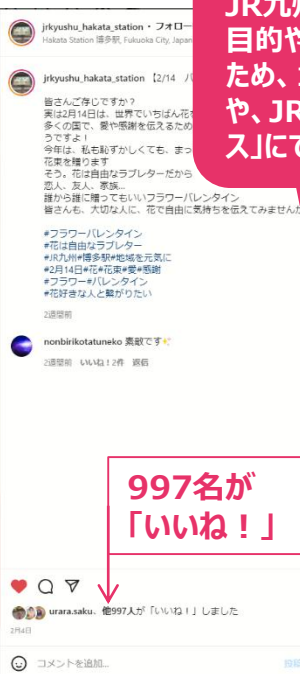 jrkyushu_hakata_station・フォロー
Hakata Station 博多駅, Fukuoka City, Japan
JR九州
目的や
ため、
や、JR
ス」にて
jrkyushu_hakata_station 【2/14
皆さんご存じですか？
実は2月14日は、世界でいちばん花を
多くの国で、愛や感謝を伝えるため
うですよ！
今年は、私も恥ずかしくても、まっ
花束を贈ります
そう。花は自由なラブレターだから
恋人、友人、家族…
誰から誰に贈ってもいいフラワーバレンタイン
皆さんも、大切な人に、花で自由に気持ちを伝えてみませんか
#フラワーバレンタイン
#花は自由なラブレター
#JR九州#博多駅#地域を元気に
#2月14日#花#花束#愛#感謝
#フラワー#バレンタイン
#花好きな人と繋がりたい
2週間前
nonbirikotatuneko 素敵です✨
2週間前 いいね！2件 返信
997名が
「いいね！」
urara.saku、他997人が「いいね！」しました
2月4日
コメントを追加...